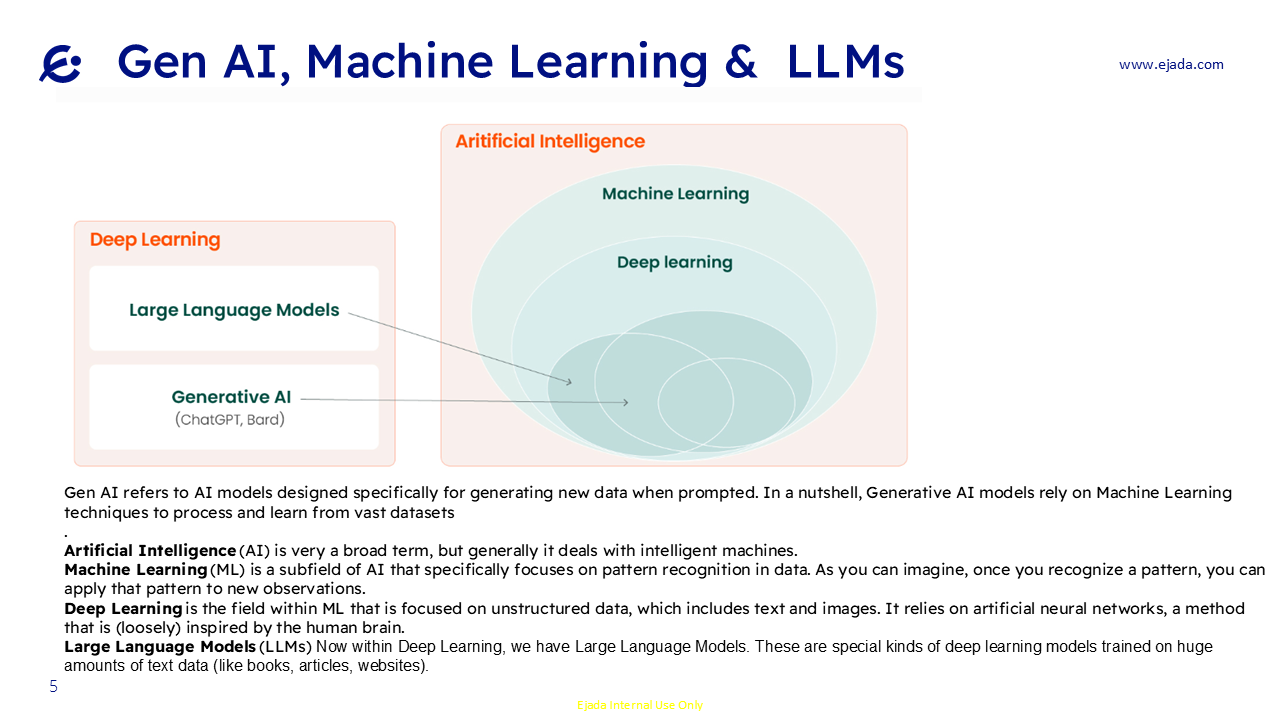 Gen AI, Machine Learning & LLMs
www.ejada.com
Aritificial Intelligence
Machine Learning
Deep learning
Deep Learning
Large Language Models
Generative AI
(ChatGPT, Bard)
Gen AI refers to AI models designed specifically for generating new data when prompted. In a nutshell, Generative AI models rely on Machine Learning
techniques to process and learn from vast datasets
.
Artificial Intelligence (AI) is very a broad term, but generally it deals with intelligent machines.
Machine Learning (ML) is a subfield of AI that specifically focuses on pattern recognition in data. As you can imagine, once you recognize a pattern, you can
apply that pattern to new observations.
Deep Learning is the field within ML that is focused on unstructured data, which includes text and images. It relies on artificial neural networks, a method
that is (loosely) inspired by the human brain.
Large Language Models (LLMs) Now within Deep Learning, we have Large Language Models. These are special kinds of deep learning models trained on huge
amounts of text data (like books, articles, websites).
5
Ejada Internal Use Only